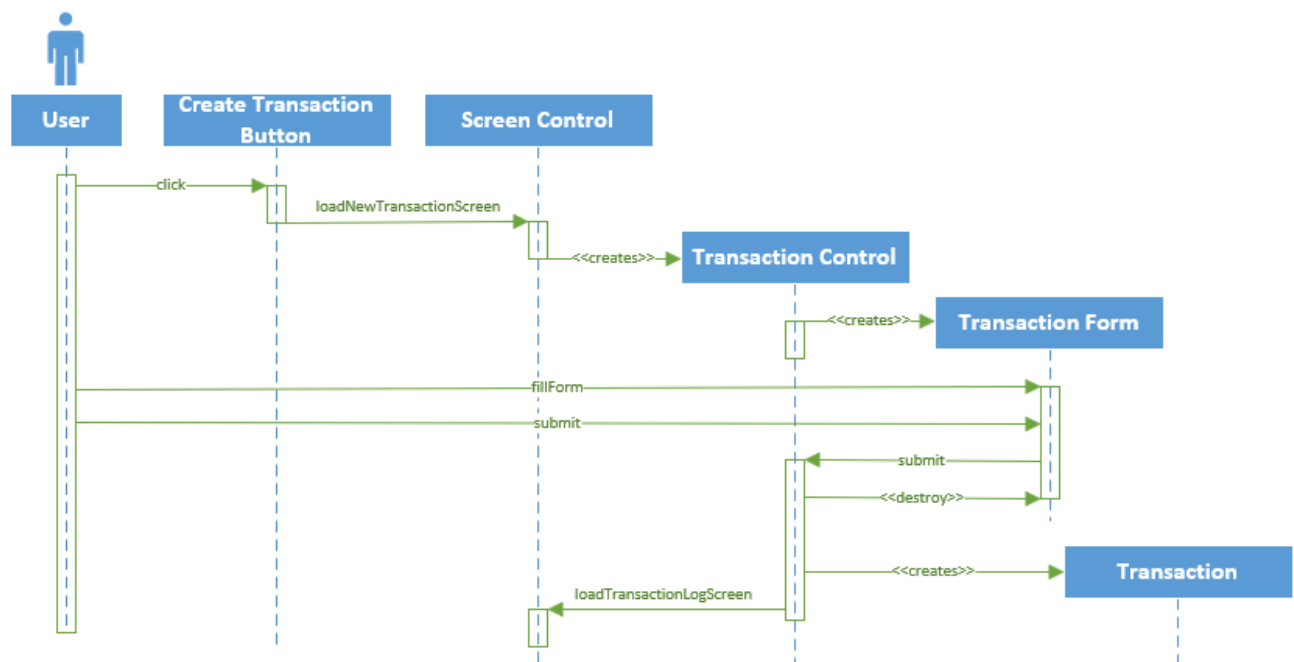 User
Create Transaction
Button
Screen Control
click
loadNewTransactionScreen
<<creates>>
Transaction Control
<<creates>>
Transaction Form
fillForm
submit
submit
<<destroy>>
<<creates>>
Transaction
loadTransactionLogScreen